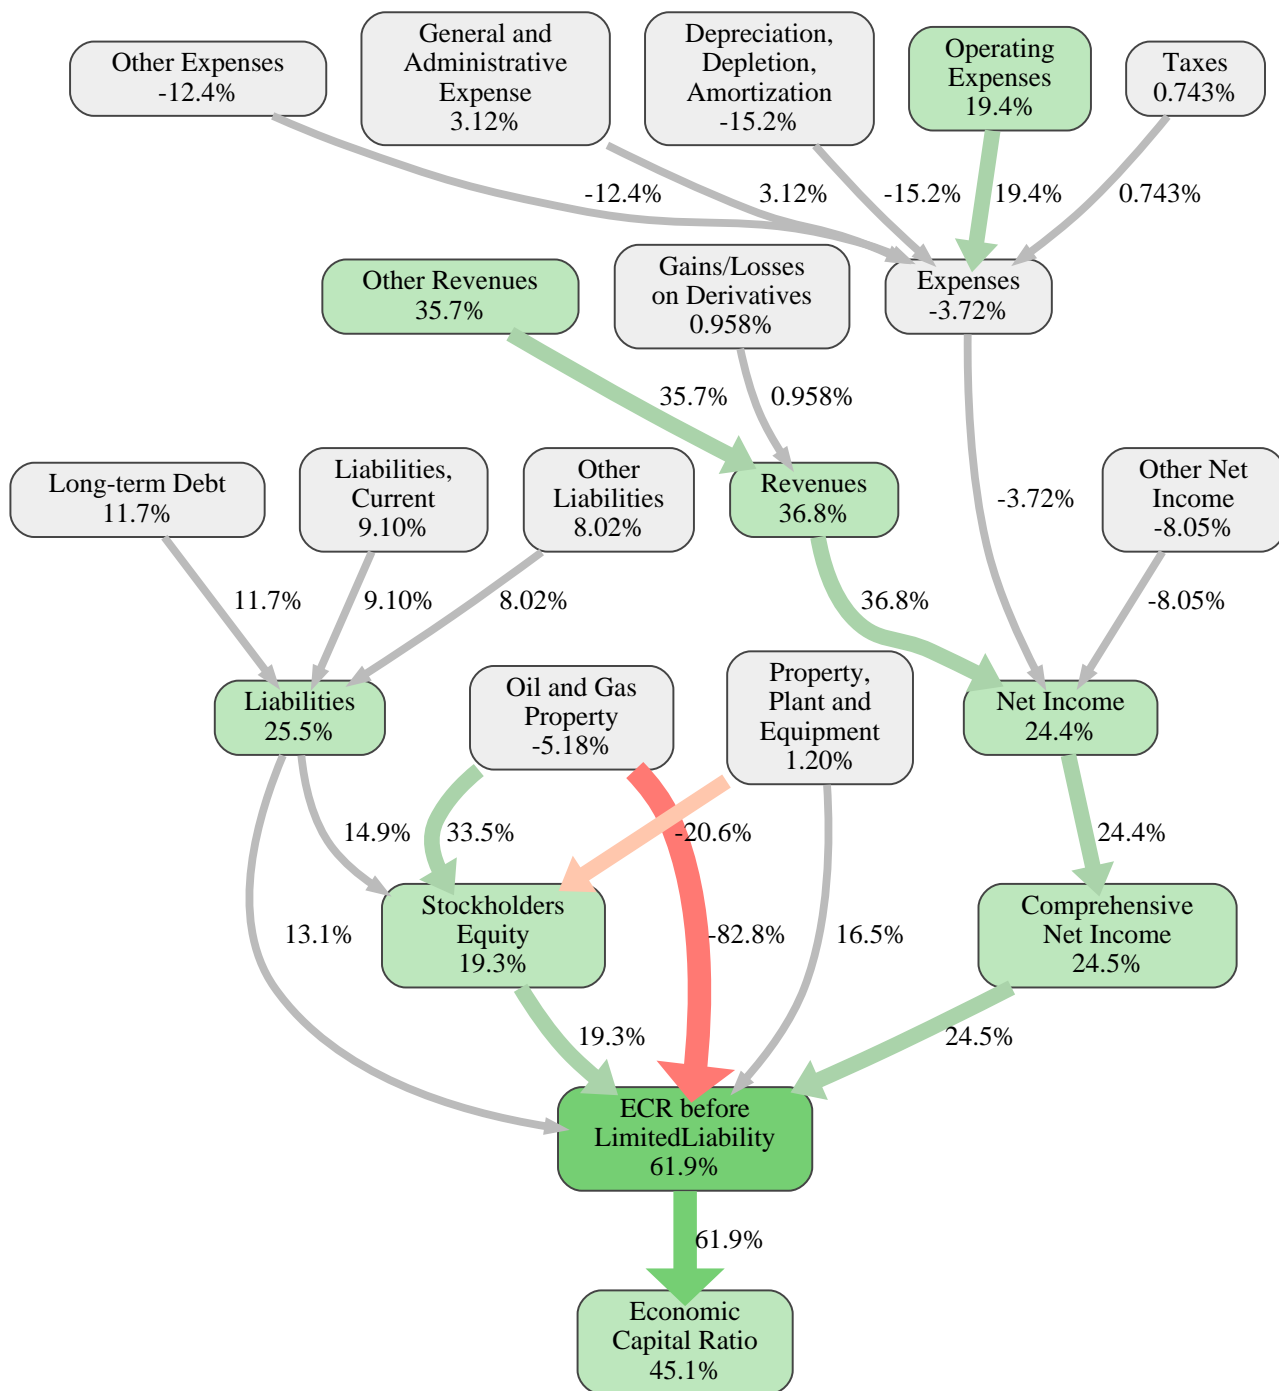 Other Expenses
-12.4%
General and
Administrative
Expense
3.12%
Depreciation,
Depletion,
Amortization
-15.2%
Operating
Expenses
19.4%
Taxes
0.743%
-12.4%
3.12%
-15.2%
19.4%
0.743%
Other Revenues
35.7%
Gains/Losses
on Derivatives
0.958%
Expenses
-3.72%
35.7%
0.958%
-3.72%
Long-term Debt
11.7%
Liabilities,
Current
9.10%
Other
Liabilities
8.02%
Revenues
36.8%
Other Net
Income
-8.05%
11.7%
9.10%
8.02%
36.8%
-8.05%
Liabilities
25.5%
Oil and Gas
Property
-5.18%
Property,
Plant and
Equipment
1.20%
Net Income
24.4%
14.9%
33.5%
-20.6%
24.4%
Stockholders
Equity
19.3%
Comprehensive
Net Income
24.5%
13.1%
-82.8%
16.5%
19.3%
24.5%
ECR before
LimitedLiability
61.9%
61.9%
Economic
Capital Ratio
45.1%